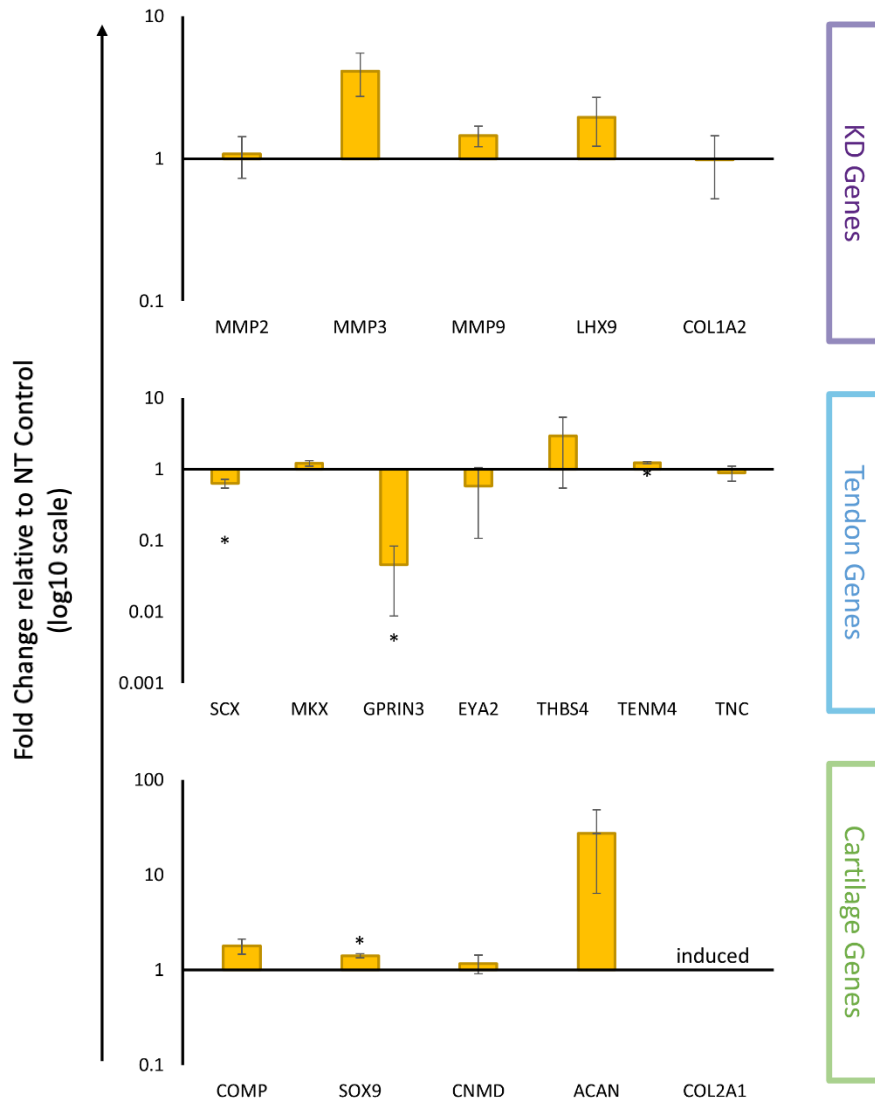 Fold Change relative to NT Control
(log10 scale)
10
1
0.1
MMP2 MMP3 MMP9 LHX9 COL1A2
KD Genes
10
1
0.1
0.01
0.001
* * *
SCX MKX GPRIN3 EYA2 THBS4 TENM4 TNC
Tendon Genes
100
10
1
0.1
*
induced
COMP SOX9 CNMD ACAN COL2A1
Cartilage Genes